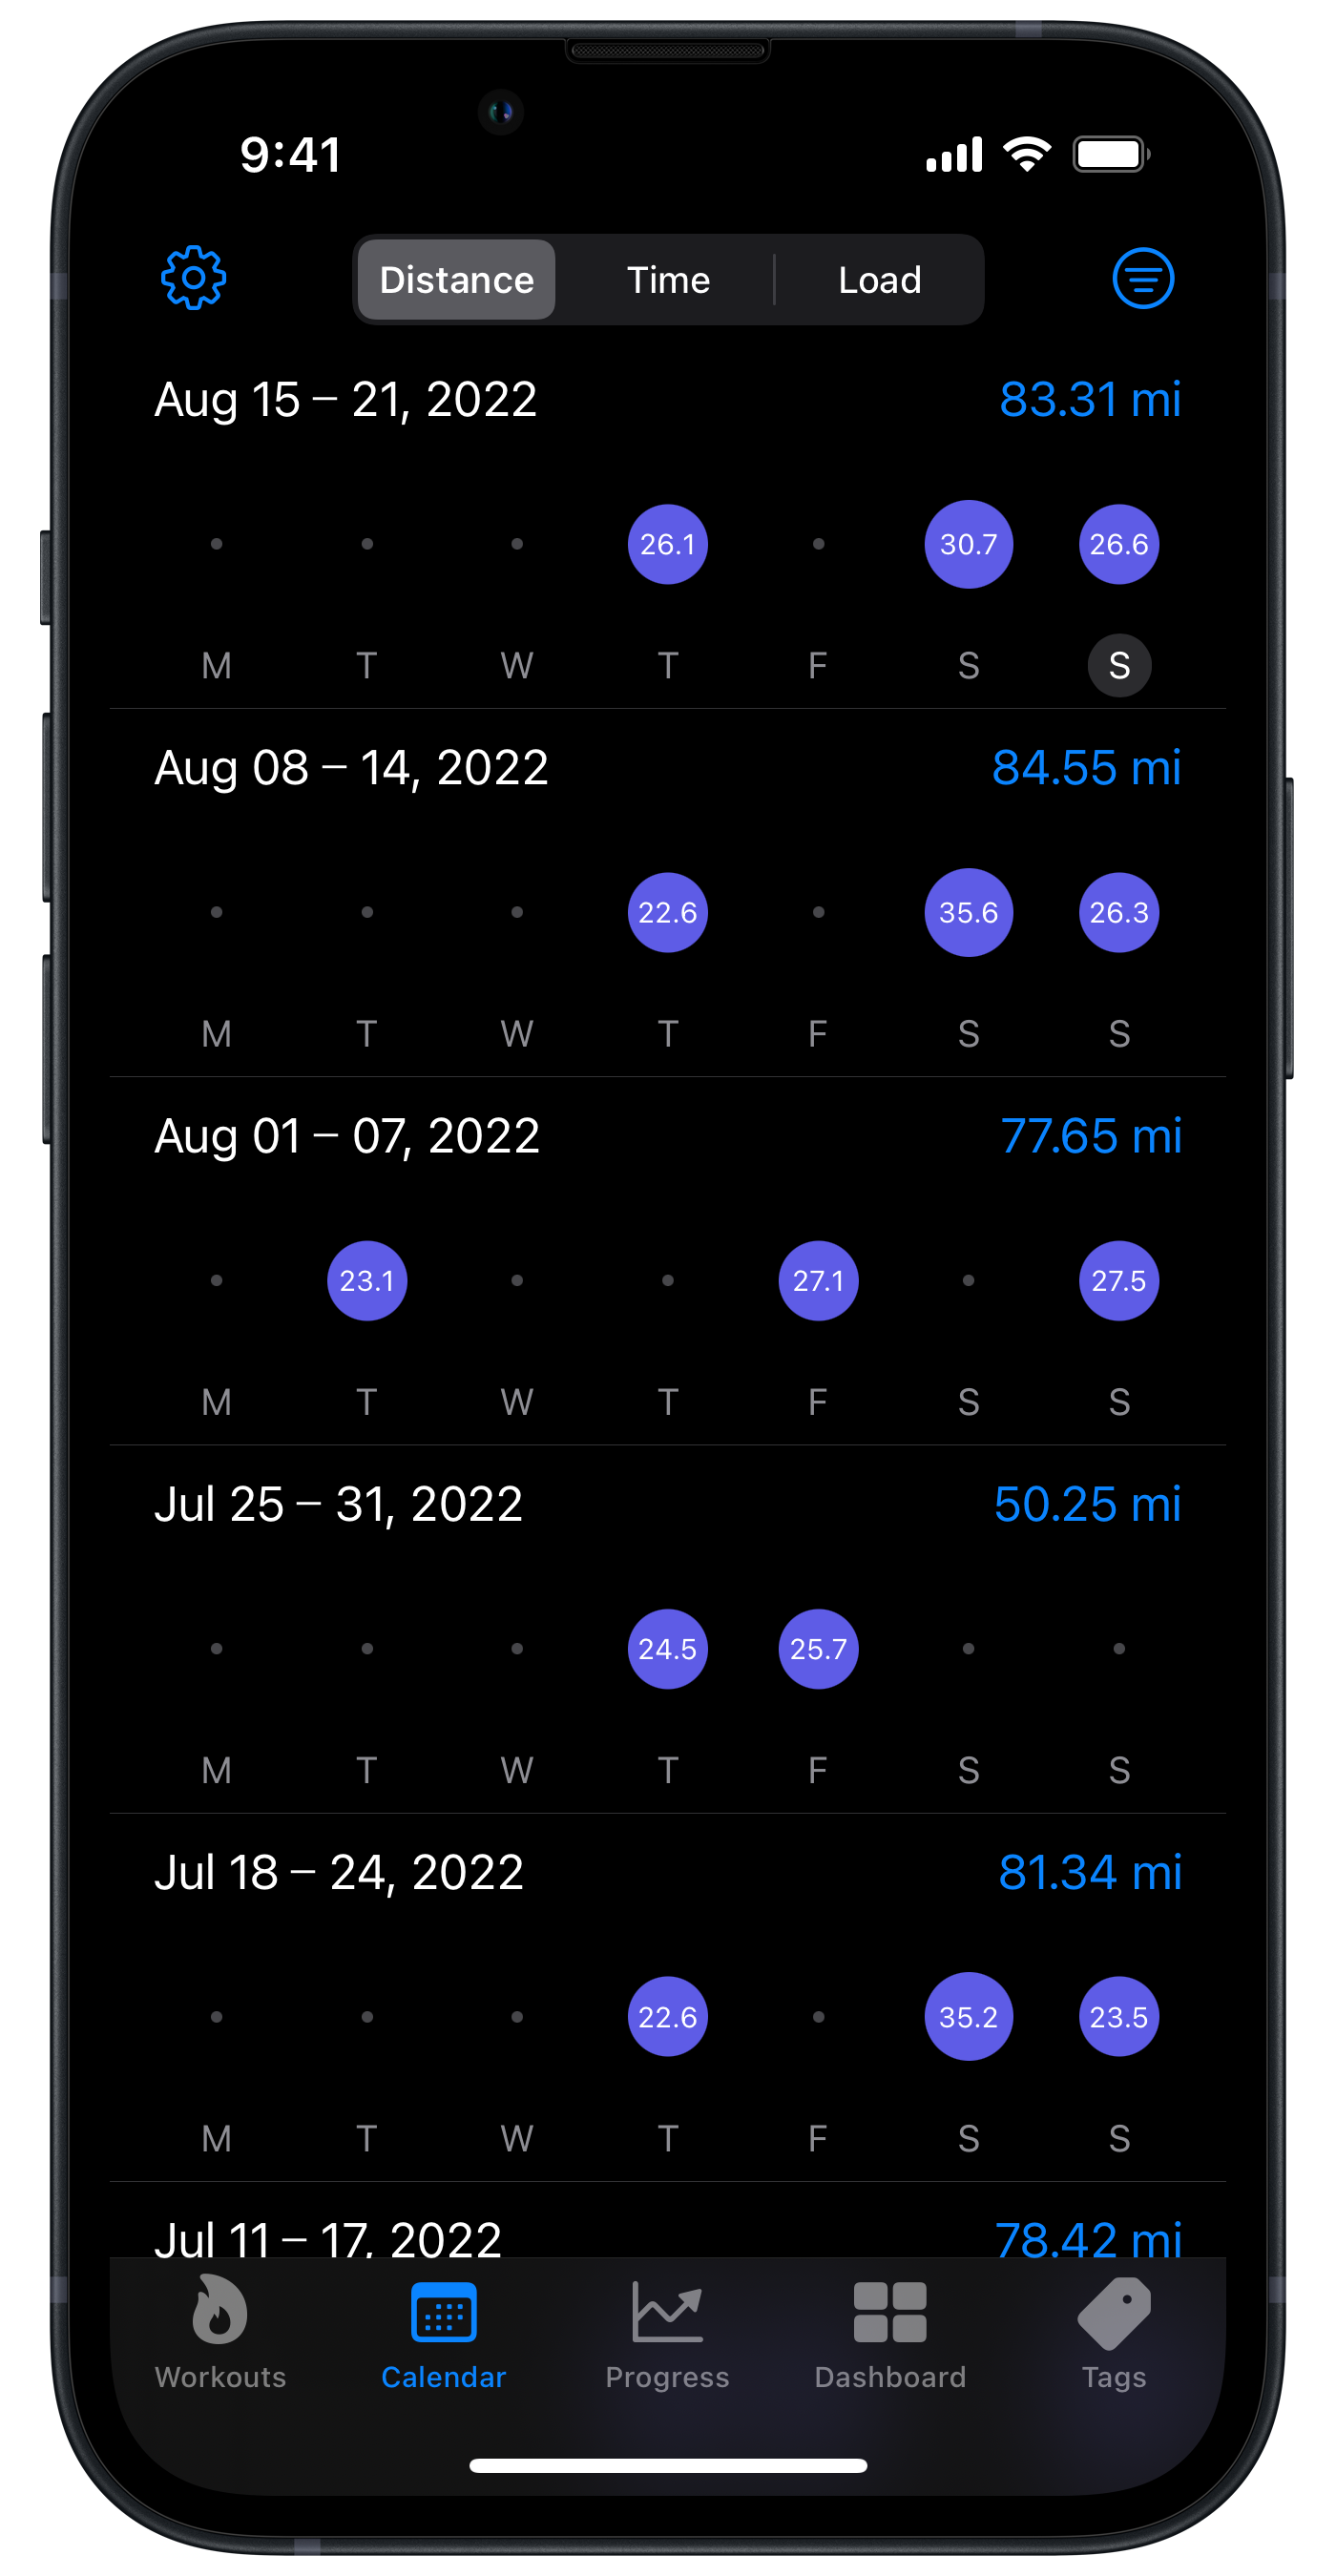 9:41
Distance Time Load
Aug 15 – 21, 2022 83.31 mi
26.1 30.7 26.6
M T W T F S S
Aug 08 – 14, 2022 84.55 mi
22.6 35.6 26.3
M T W T F S S
Aug 01 – 07, 2022 77.65 mi
23.1 27.1 27.5
M T W T F S S
Jul 25 – 31, 2022 50.25 mi
24.5 25.7
M T W T F S S
Jul 18 – 24, 2022 81.34 mi
22.6 35.2 23.5
M T W T F S S
Jul 11 – 17, 2022 78.42 mi
Workouts Calendar Progress Dashboard Tags